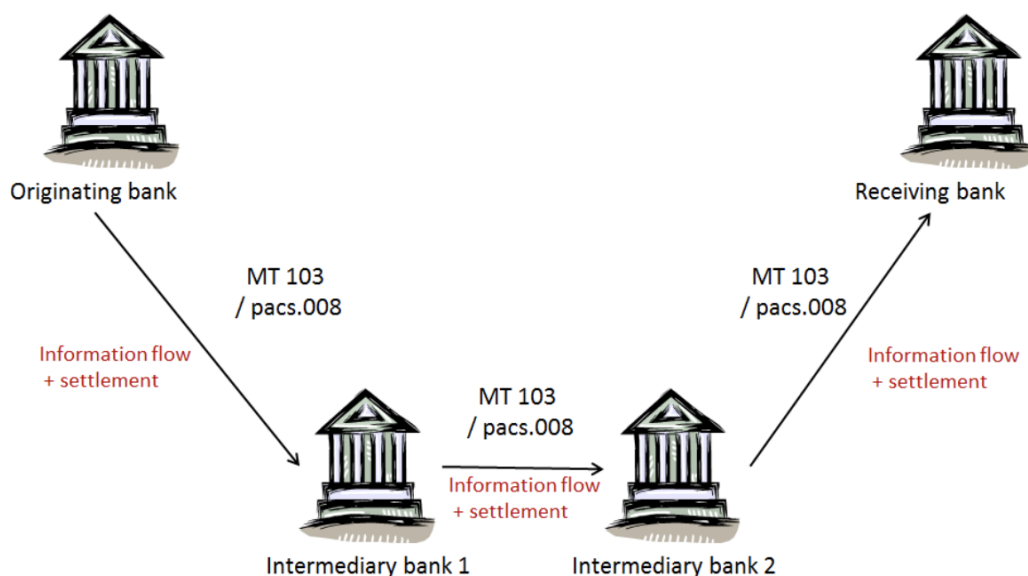 Originating bank
Receiving bank
MT 103
/ pacs.008
MT 103
/ pacs.008
Information flow
+ settlement
Information flow
+ settlement
MT 103
/ pacs.008
Information flow
+ settlement
Intermediary bank 1
Intermediary bank 2